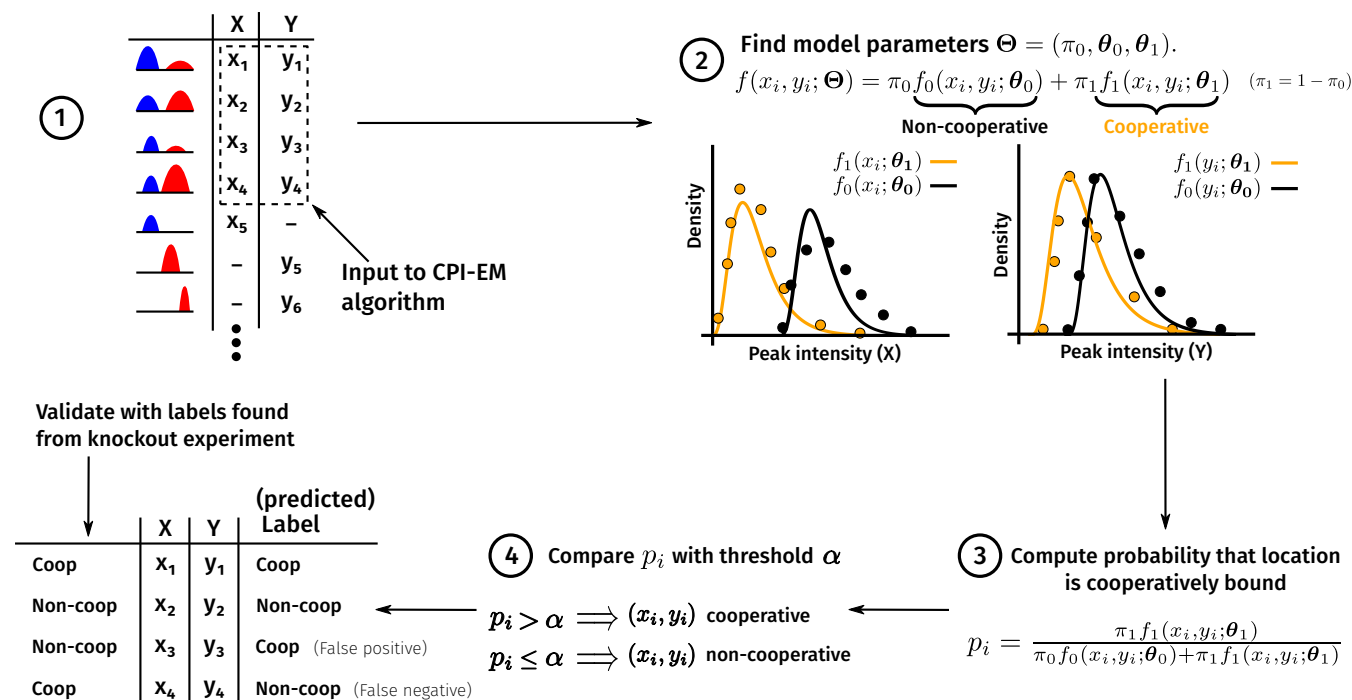 1
X Y
x₁ y₁
x₂ y₂
x₃ y₃
x₄ y₄
x₅ –
– y₅
– y₆
Input to CPI-EM
algorithm
2 Find model parameters Θ = (π₀, θ₀, θ₁).
f(xᵢ, yᵢ; Θ) = π₀f₀(xᵢ, yᵢ; θ₀) + π₁f₁(xᵢ, yᵢ; θ₁) (π₁ = 1 − π₀)
Non-cooperative Cooperative
f₁(xᵢ; θ₁)
f₀(xᵢ; θ₀)
Density
Peak intensity (X)
f₁(yᵢ; θ₁)
f₀(yᵢ; θ₀)
Density
Peak intensity (Y)
3 Compute probability that location
is cooperatively bound
pᵢ = π₁f₁(xᵢ,yᵢ;θ₁) / π₀f₀(xᵢ,yᵢ;θ₀)+π₁f₁(xᵢ,yᵢ;θ₁)
4 Compare pᵢ with threshold α
pᵢ > α ⟹ (xᵢ, yᵢ) cooperative
pᵢ ≤ α ⟹ (xᵢ, yᵢ) non-cooperative
Validate with labels found
from knockout experiment
(predicted)
X Y Label
Coop x₁ y₁ Coop
Non-coop x₂ y₂ Non-coop
Non-coop x₃ y₃ Coop (False positive)
Coop x₄ y₄ Non-coop (False negative)